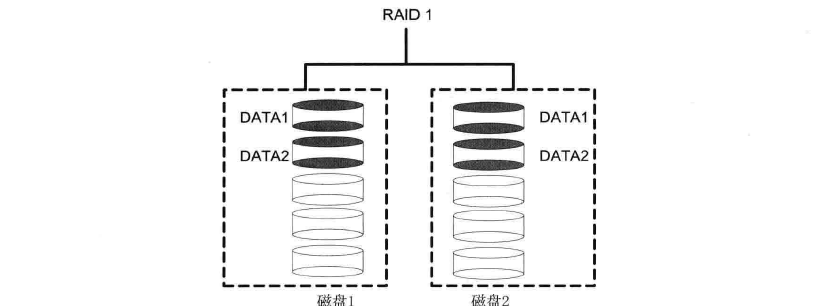 RAID 1
DATA1 DATA1
DATA2 DATA2
磁盘1 磁盘2